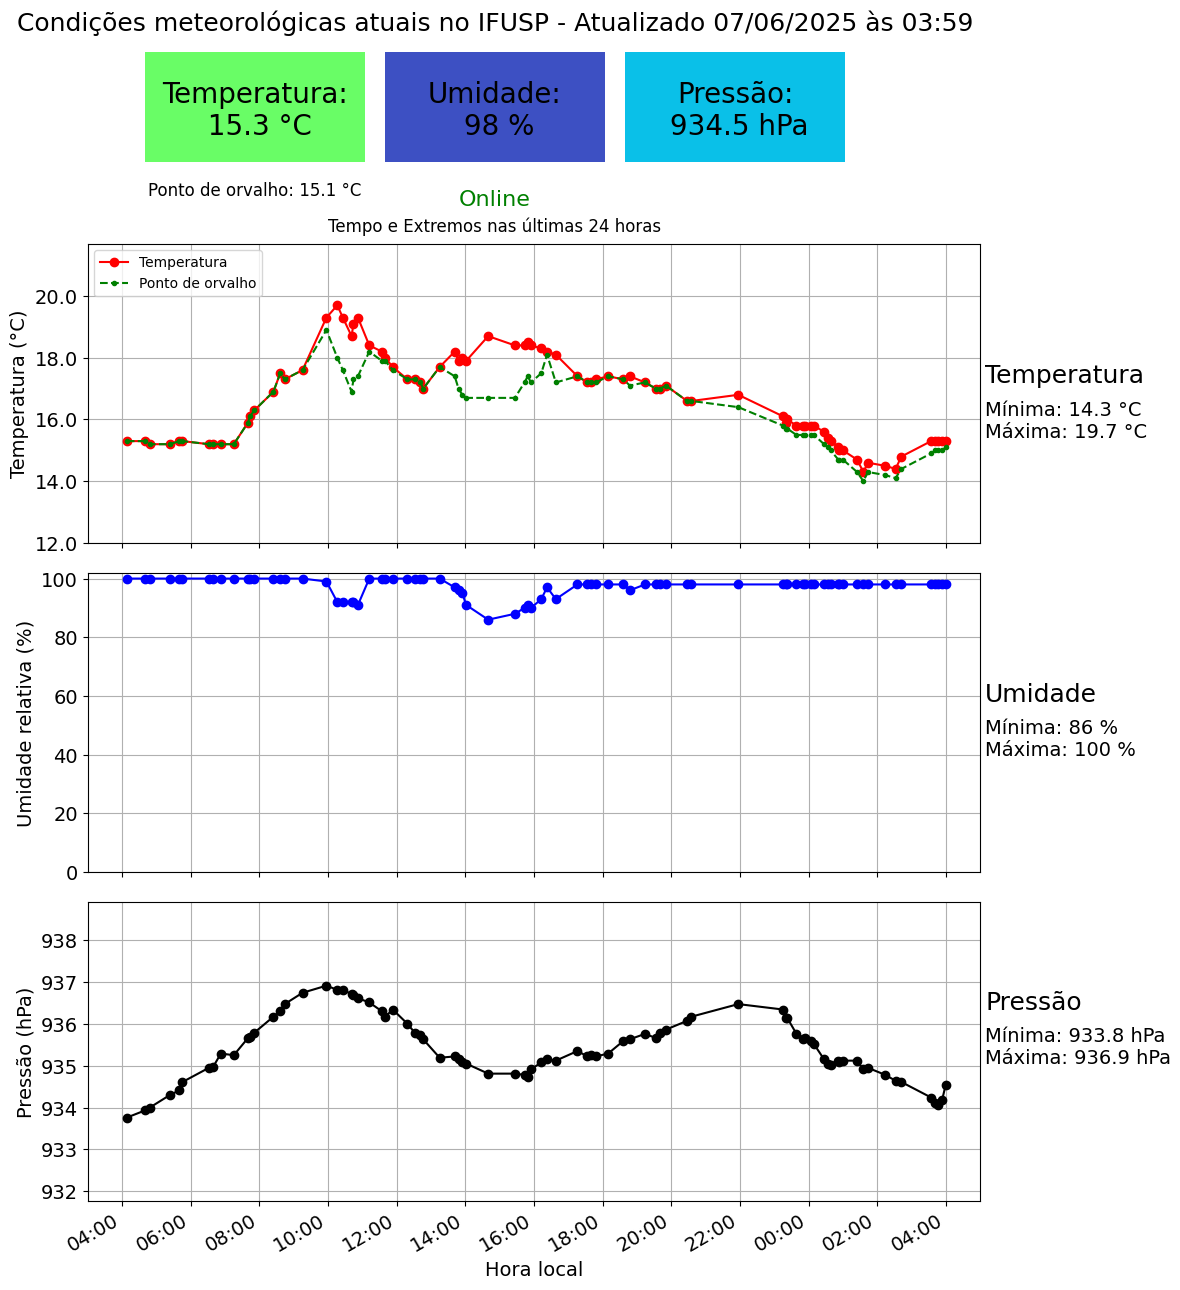 Condições meteorológicas atuais no IFUSP - Atualizado 07/06/2025 às 03:59
Temperatura:
15.3 °C
Umidade:
98 %
Pressão:
934.5 hPa
Ponto de orvalho: 15.1 °C
Online
Tempo e Extremos nas últimas 24 horas
Temperatura
Ponto de orvalho
Temperatura (°C)
20.0
18.0
16.0
14.0
12.0
Temperatura
Mínima: 14.3 °C
Máxima: 19.7 °C
Umidade relativa (%)
100
80
60
40
20
0
Umidade
Mínima: 86 %
Máxima: 100 %
Pressão (hPa)
938
937
936
935
934
933
932
Pressão
Mínima: 933.8 hPa
Máxima: 936.9 hPa
04:00
06:00
08:00
10:00
12:00
14:00
16:00
18:00
20:00
22:00
00:00
02:00
04:00
Hora local